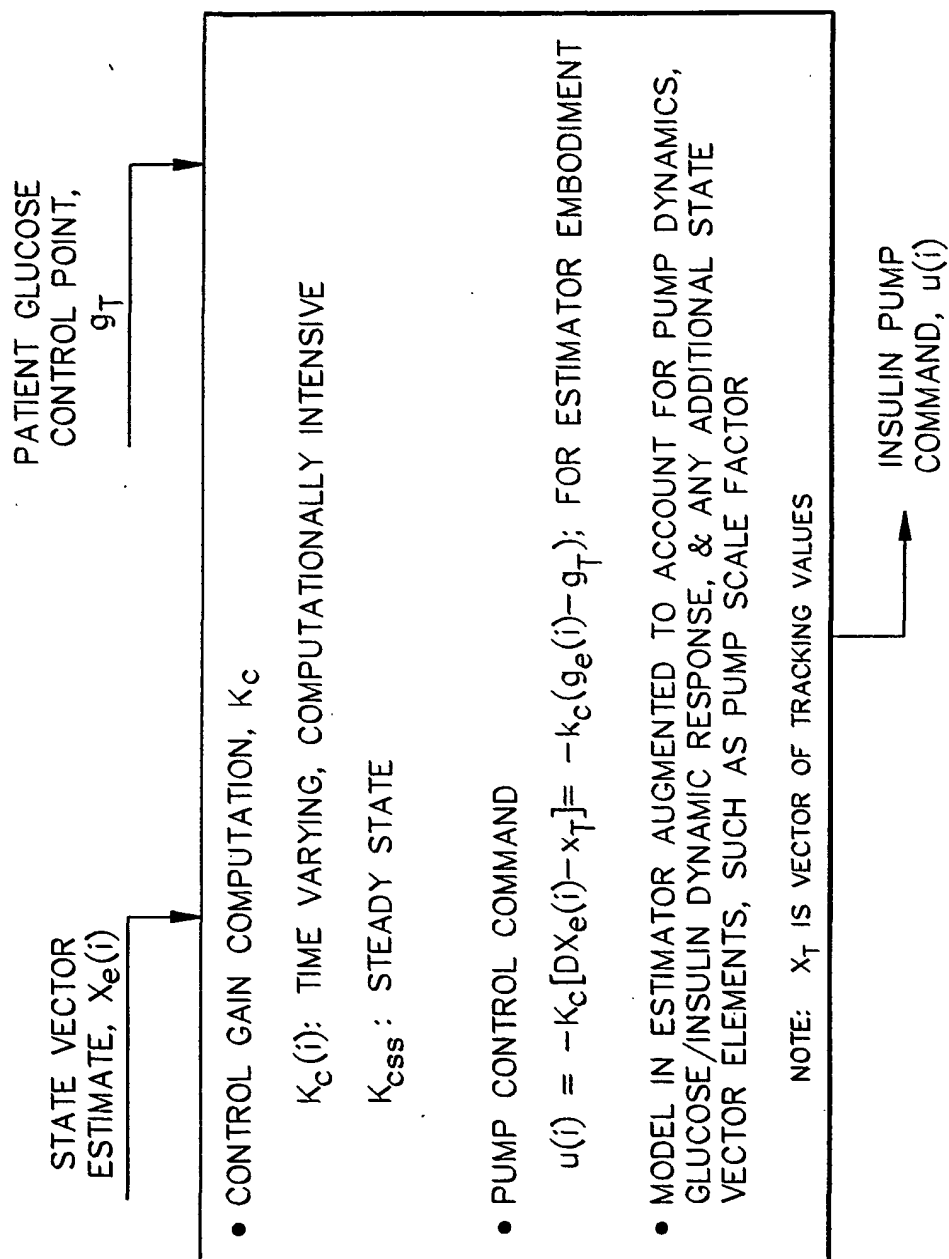 STATE VECTOR
ESTIMATE, X_e(i)
PATIENT GLUCOSE
CONTROL POINT,
g_T
• CONTROL GAIN COMPUTATION, K_C
K_C(i): TIME VARYING, COMPUTATIONALLY INTENSIVE
K_CSS: STEADY STATE
• PUMP CONTROL COMMAND
u(i) = -K_C[DX_e(i)-x_T]= -k_C(g_e(i)-g_T); FOR ESTIMATOR EMBODIMENT
• MODEL IN ESTIMATOR AUGMENTED TO ACCOUNT FOR PUMP DYNAMICS,
GLUCOSE/INSULIN DYNAMIC RESPONSE, & ANY ADDITIONAL STATE
VECTOR ELEMENTS, SUCH AS PUMP SCALE FACTOR
NOTE: X_T IS VECTOR OF TRACKING VALUES
INSULIN PUMP
COMMAND, u(i)